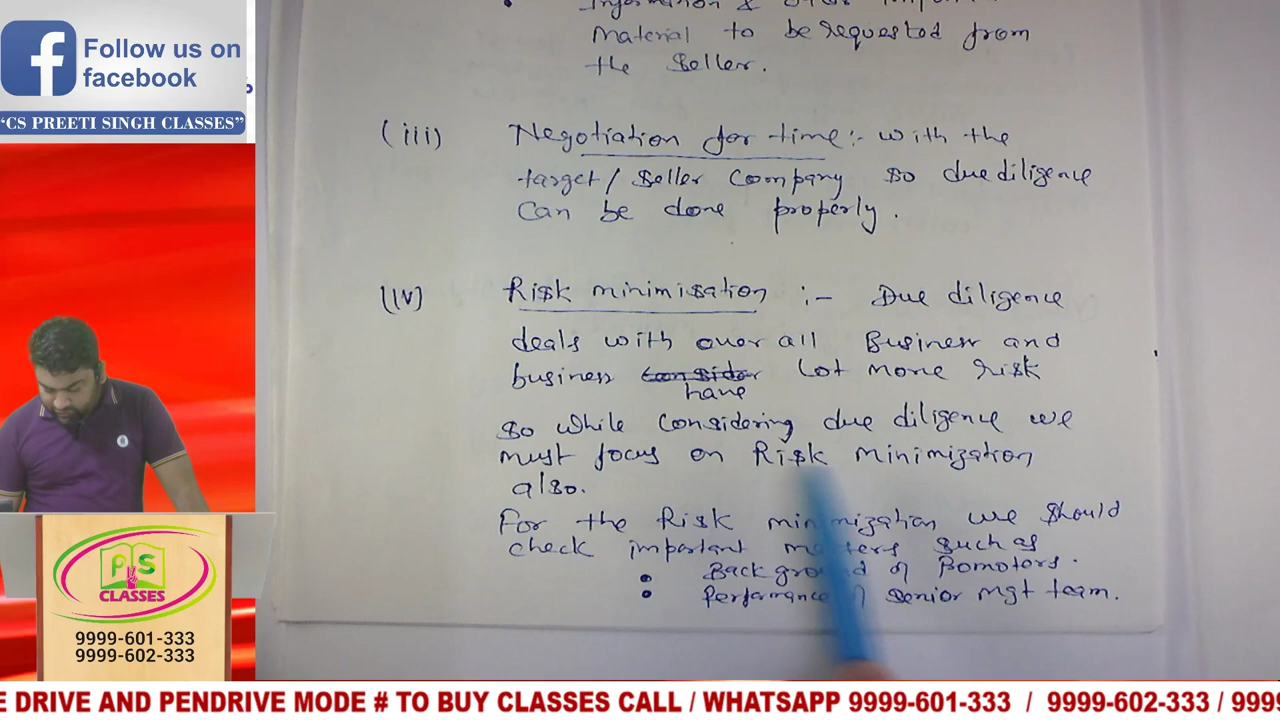 Follow us on
facebook
"CS PREETI SINGH CLASSES"
Material to be requested from
the seller.
(iii) Negotiation for time :- with the
target / seller company so due diligence
can be done properly.
(iv) Risk minimisation :- Due diligence
deals with over all Business and
business consider lot more risk
have
so while considering due diligence we
must focus on Risk minimization
also.
For the Risk minimization we should
check important matters such as
• Background of Pomoters.
• Performance of senior mgt team.
PS
CLASSES
9999-601-333
9999-602-333
E DRIVE AND PENDRIVE MODE # TO BUY CLASSES CALL / WHATSAPP 9999-601-333 / 9999-602-333 / 9999